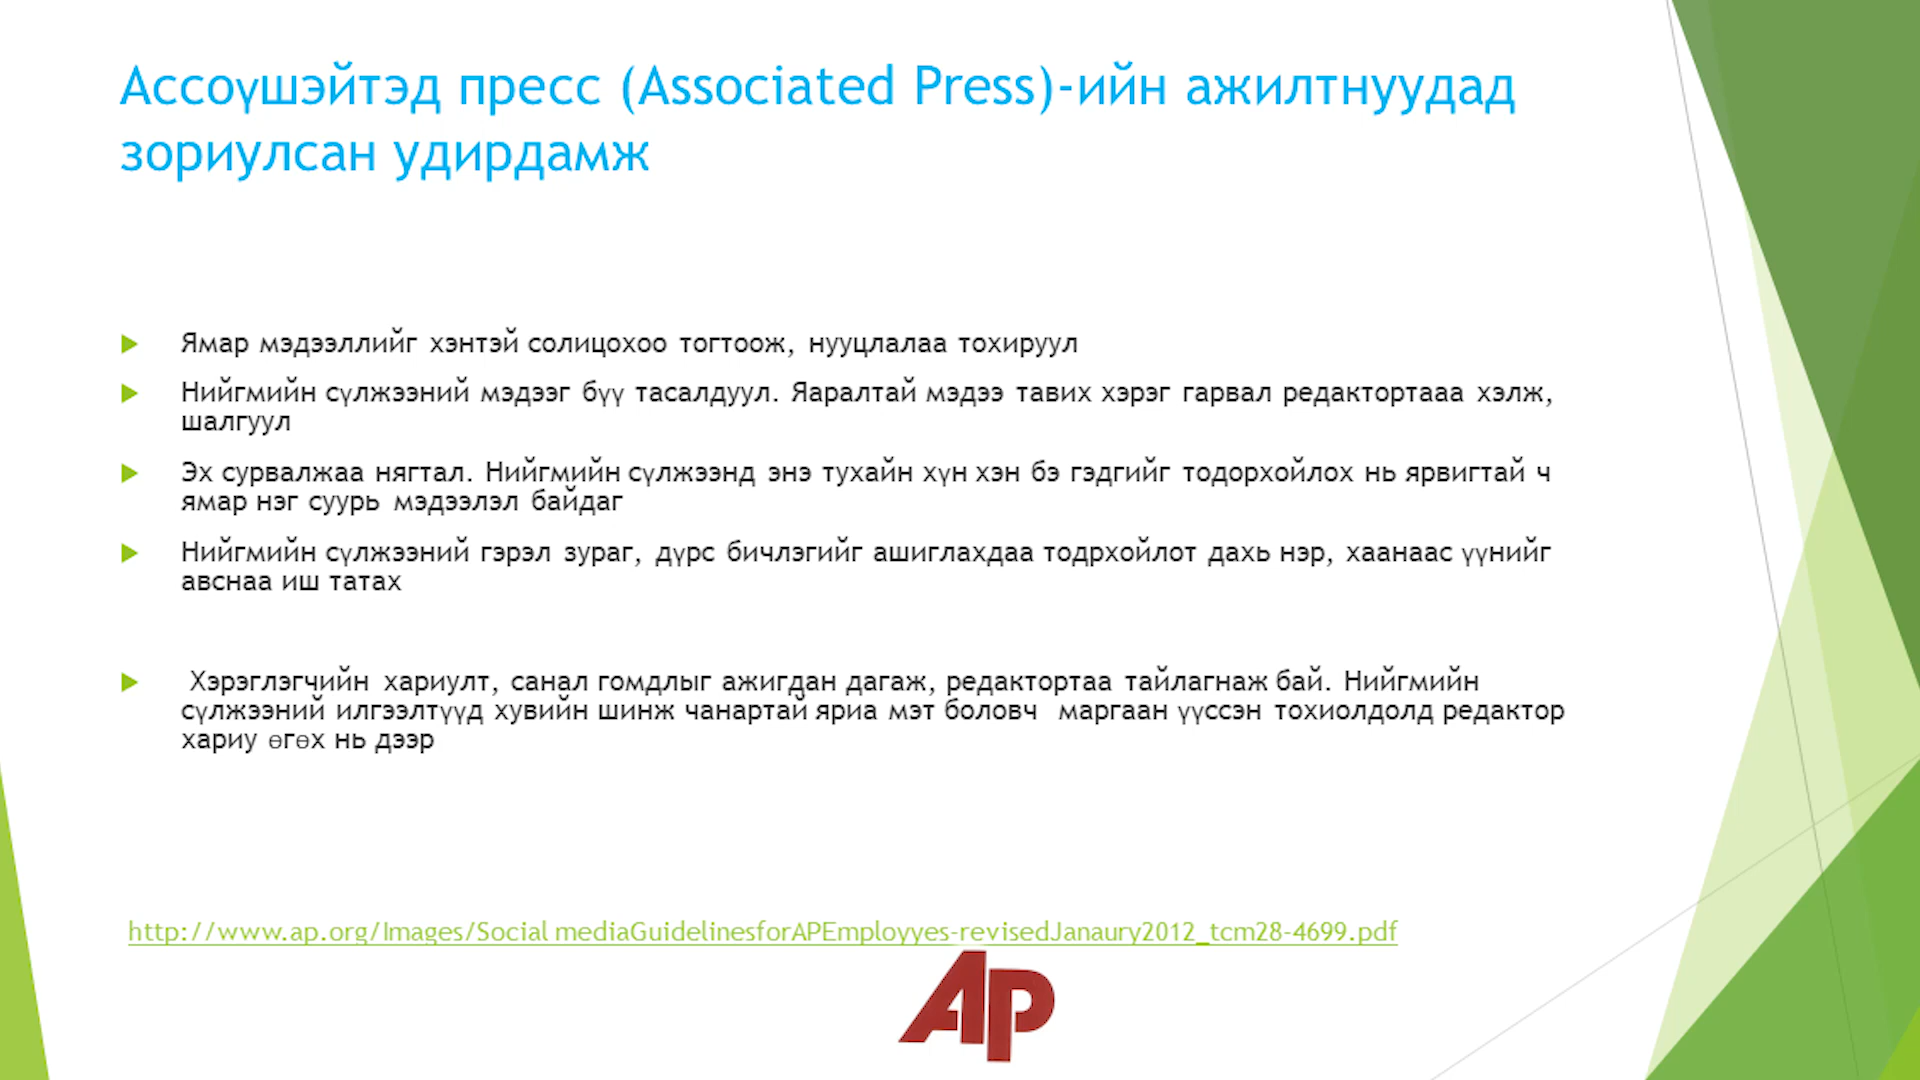 Ассоүшэйтэд пресс (Associated Press)-ийн ажилтнуудад
зориулсан удирдамж
Ямар мэдээллийг хэнтэй солицохоо тогтоож, нууцлалаа тохируул
Нийгмийн сүлжээний мэдээг бүү тасалдуул. Яаралтай мэдээ тавих хэрэг гарвал редактортааа хэлж,
шалгуул
Эх сурвалжаа нягтал. Нийгмийн сүлжээнд энэ тухайн хүн хэн бэ гэдгийг тодорхойлох нь ярвигтай ч
ямар нэг суурь мэдээлэл байдаг
Нийгмийн сүлжээний гэрэл зураг, дүрс бичлэгийг ашиглахдаа тодрхойлот дахь нэр, хаанаас үүнийг
авснаа иш татах
Хэрэглэгчийн хариулт, санал гомдлыг ажигдан дагаж, редактортаа тайлагнаж бай. Нийгмийн
сүлжээний илгээлтүүд хувийн шинж чанартай яриа мэт боловч маргаан үүссэн тохиолдолд редактор
хариу өгөх нь дээр
http://www.ap.org/Images/Social mediaGuidelinesforAPEmployyes-revisedJanaury2012_tcm28-4699.pdf
AP